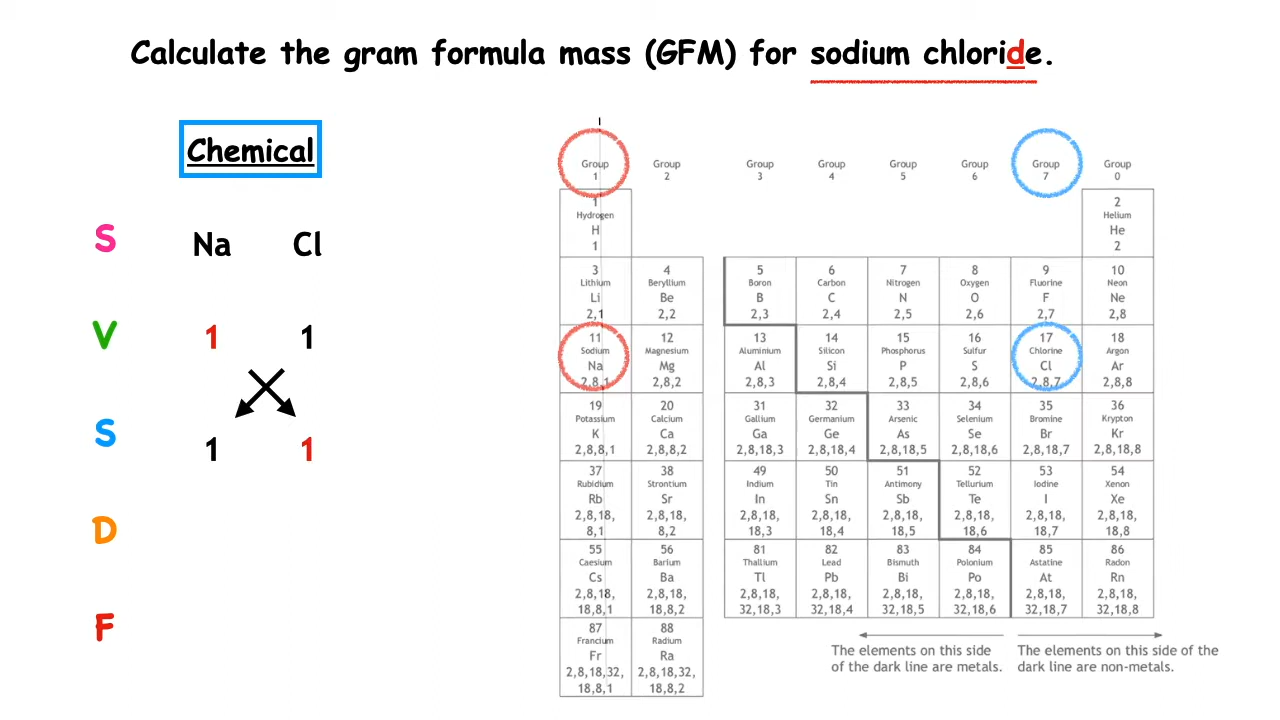 Calculate the gram formula mass (GFM) for sodium chloride.
Chemical
S Na Cl
V 1 1
S 1 1
D
F
Group Group Group Group Group Group Group Group
1 2 3 4 5 6 7 0
1 2
Hydrogen Helium
H He
1 2
3 4 5 6 7 8 9 10
Lithium Beryllium Boron Carbon Nitrogen Oxygen Fluorine Neon
Li Be B C N O F Ne
2,1 2,2 2,3 2,4 2,5 2,6 2,7 2,8
11 12 13 14 15 16 17 18
Sodium Magnesium Aluminium Silicon Phosphorus Sulfur Chlorine Argon
Na Mg Al Si P S Cl Ar
2,8,1 2,8,2 2,8,3 2,8,4 2,8,5 2,8,6 2,8,7 2,8,8
19 20 31 32 33 34 35 36
Potassium Calcium Gallium Germanium Arsenic Selenium Bromine Krypton
K Ca Ga Ge As Se Br Kr
2,8,8,1 2,8,8,2 2,8,18,3 2,8,18,4 2,8,18,5 2,8,18,6 2,8,18,7 2,8,18,8
37 38 49 50 51 52 53 54
Rubidium Strontium Indium Tin Antimony Tellurium Iodine Xenon
Rb Sr In Sn Sb Te I Xe
2,8,18, 2,8,18, 2,8,18, 2,8,18, 2,8,18, 2,8,18, 2,8,18, 2,8,18,
8,1 8,2 18,3 18,4 18,5 18,6 18,7 18,8
55 56 81 82 83 84 85 86
Caesium Barium Thallium Lead Bismuth Polonium Astatine Radon
Cs Ba Tl Pb Bi Po At Rn
2,8,18, 2,8,18, 2,8,18, 2,8,18, 2,8,18, 2,8,18, 2,8,18, 2,8,18,
18,8,1 18,8,2 32,18,3 32,18,4 32,18,5 32,18,6 32,18,7 32,18,8
87 88
Francium Radium
Fr Ra
2,8,18,32, 2,8,18,32,
18,8,1 18,8,2
The elements on this side
of the dark line are metals.
The elements on this side of the
dark line are non-metals.